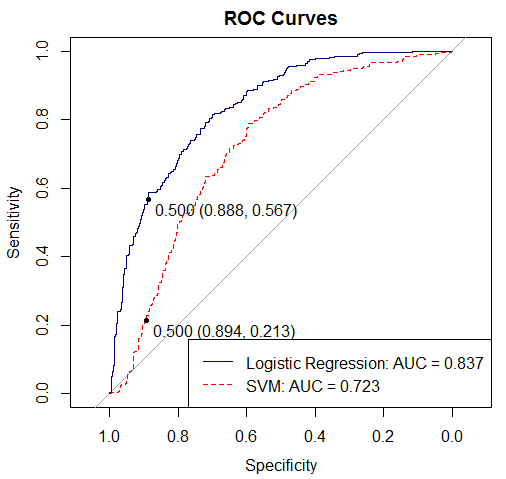 ROC Curves
1.0
0.8
0.6
0.4
0.2
0.0
Sensitivity
0.500 (0.888, 0.567)
0.500 (0.894, 0.213)
Logistic Regression: AUC = 0.837
SVM: AUC = 0.723
1.0 0.8 0.6 0.4 0.2 0.0
Specificity